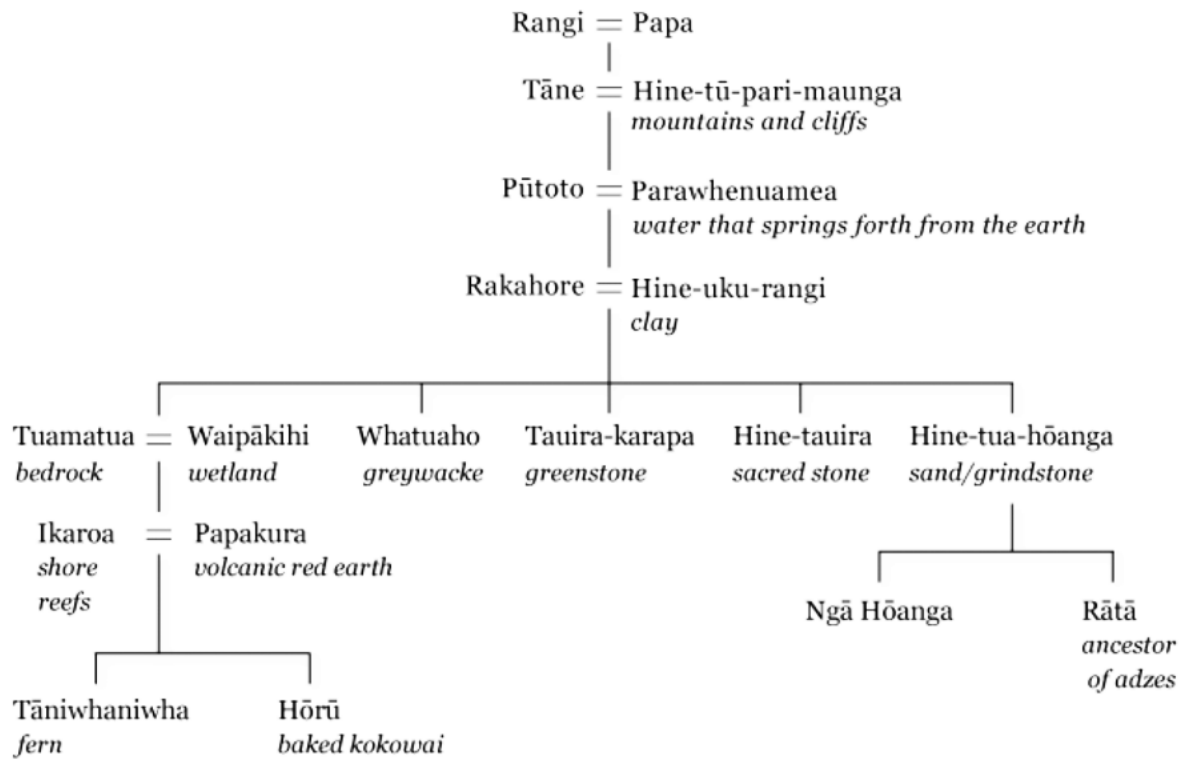 Rangi = Papa
Tāne = Hine-tū-pari-maunga
mountains and cliffs
Pūtoto = Parawhenuamea
water that springs forth from the earth
Rakahore = Hine-uku-rangi
clay
Tuamatua = Waipākihi Whatuaho Tauira-karapa Hine-tauira Hine-tua-hōanga
bedrock wetland greywacke greenstone sacred stone sand/grindstone
Ikaroa = Papakura
shore volcanic red earth
reefs
Ngā Hōanga Rātā
ancestor
of adzes
Tāniwhaniwha Hōrū
fern baked kokowai